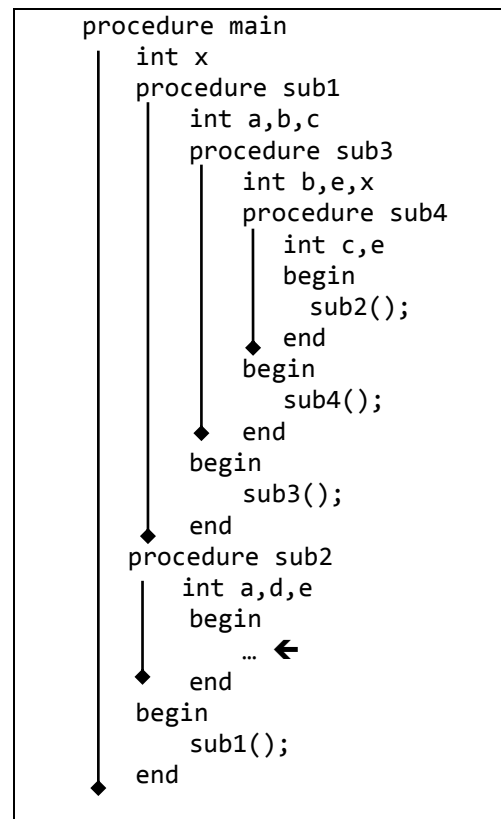 procedure main
int x
procedure sub1
int a,b,c
procedure sub3
int b,e,x
procedure sub4
int c,e
begin
sub2();
end
begin
sub4();
end
begin
sub3();
end
procedure sub2
int a,d,e
begin
… ←
end
begin
sub1();
end